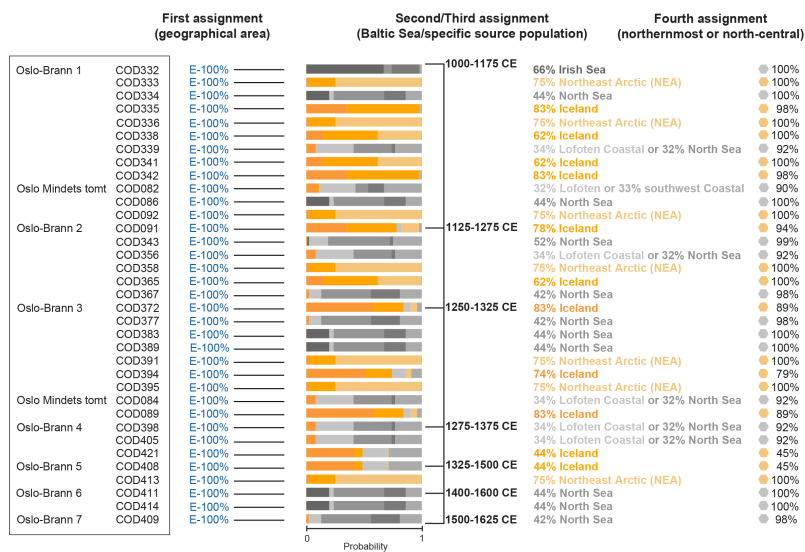 First assignment Second/Third assignment Fourth assignment
(geographical area) (Baltic Sea/specific source population) (northernmost or north-central)
1000-1175 CE
Oslo-Brann 1 COD332 E-100% 66% Irish Sea 100%
COD333 E-100% 75% Northeast Arctic (NEA) 100%
COD334 E-100% 44% North Sea 100%
COD335 E-100% 83% Iceland 98%
COD336 E-100% 75% Northeast Arctic (NEA) 100%
COD338 E-100% 62% Iceland 100%
COD339 E-100% 34% Lofoten Coastal or 32% North Sea 92%
COD341 E-100% 62% Iceland 100%
COD342 E-100% 83% Iceland 98%
Oslo Mindets tomt COD082 E-100% 32% Lofoten or 33% southwest Coastal 90%
COD086 E-100% 44% North Sea 100%
COD092 E-100% 75% Northeast Arctic (NEA) 100%
Oslo-Brann 2 COD091 E-100% 1125-1275 CE 78% Iceland 94%
COD343 E-100% 52% North Sea 99%
COD356 E-100% 34% Lofoten Coastal or 32% North Sea 92%
COD358 E-100% 75% Northeast Arctic (NEA) 100%
COD365 E-100% 62% Iceland 100%
COD367 E-100% 42% North Sea 98%
Oslo-Brann 3 COD372 E-100% 1250-1325 CE 83% Iceland 89%
COD377 E-100% 42% North Sea 98%
COD383 E-100% 44% North Sea 100%
COD389 E-100% 44% North Sea 100%
COD391 E-100% 75% Northeast Arctic (NEA) 100%
COD394 E-100% 74% Iceland 79%
COD395 E-100% 75% Northeast Arctic (NEA) 100%
Oslo Mindets tomt COD084 E-100% 34% Lofoten Coastal or 32% North Sea 92%
COD089 E-100% 83% Iceland 89%
Oslo-Brann 4 COD398 E-100% 1275-1375 CE 34% Lofoten Coastal or 32% North Sea 92%
COD405 E-100% 34% Lofoten Coastal or 32% North Sea 92%
COD421 E-100% 44% Iceland 45%
Oslo-Brann 5 COD408 E-100% 1325-1500 CE 44% Iceland 45%
COD413 E-100% 75% Northeast Arctic (NEA) 100%
Oslo-Brann 6 COD411 E-100% 1400-1600 CE 44% North Sea 100%
COD414 E-100% 44% North Sea 100%
Oslo-Brann 7 COD409 E-100% 1500-1625 CE 42% North Sea 98%
0 1
Probability